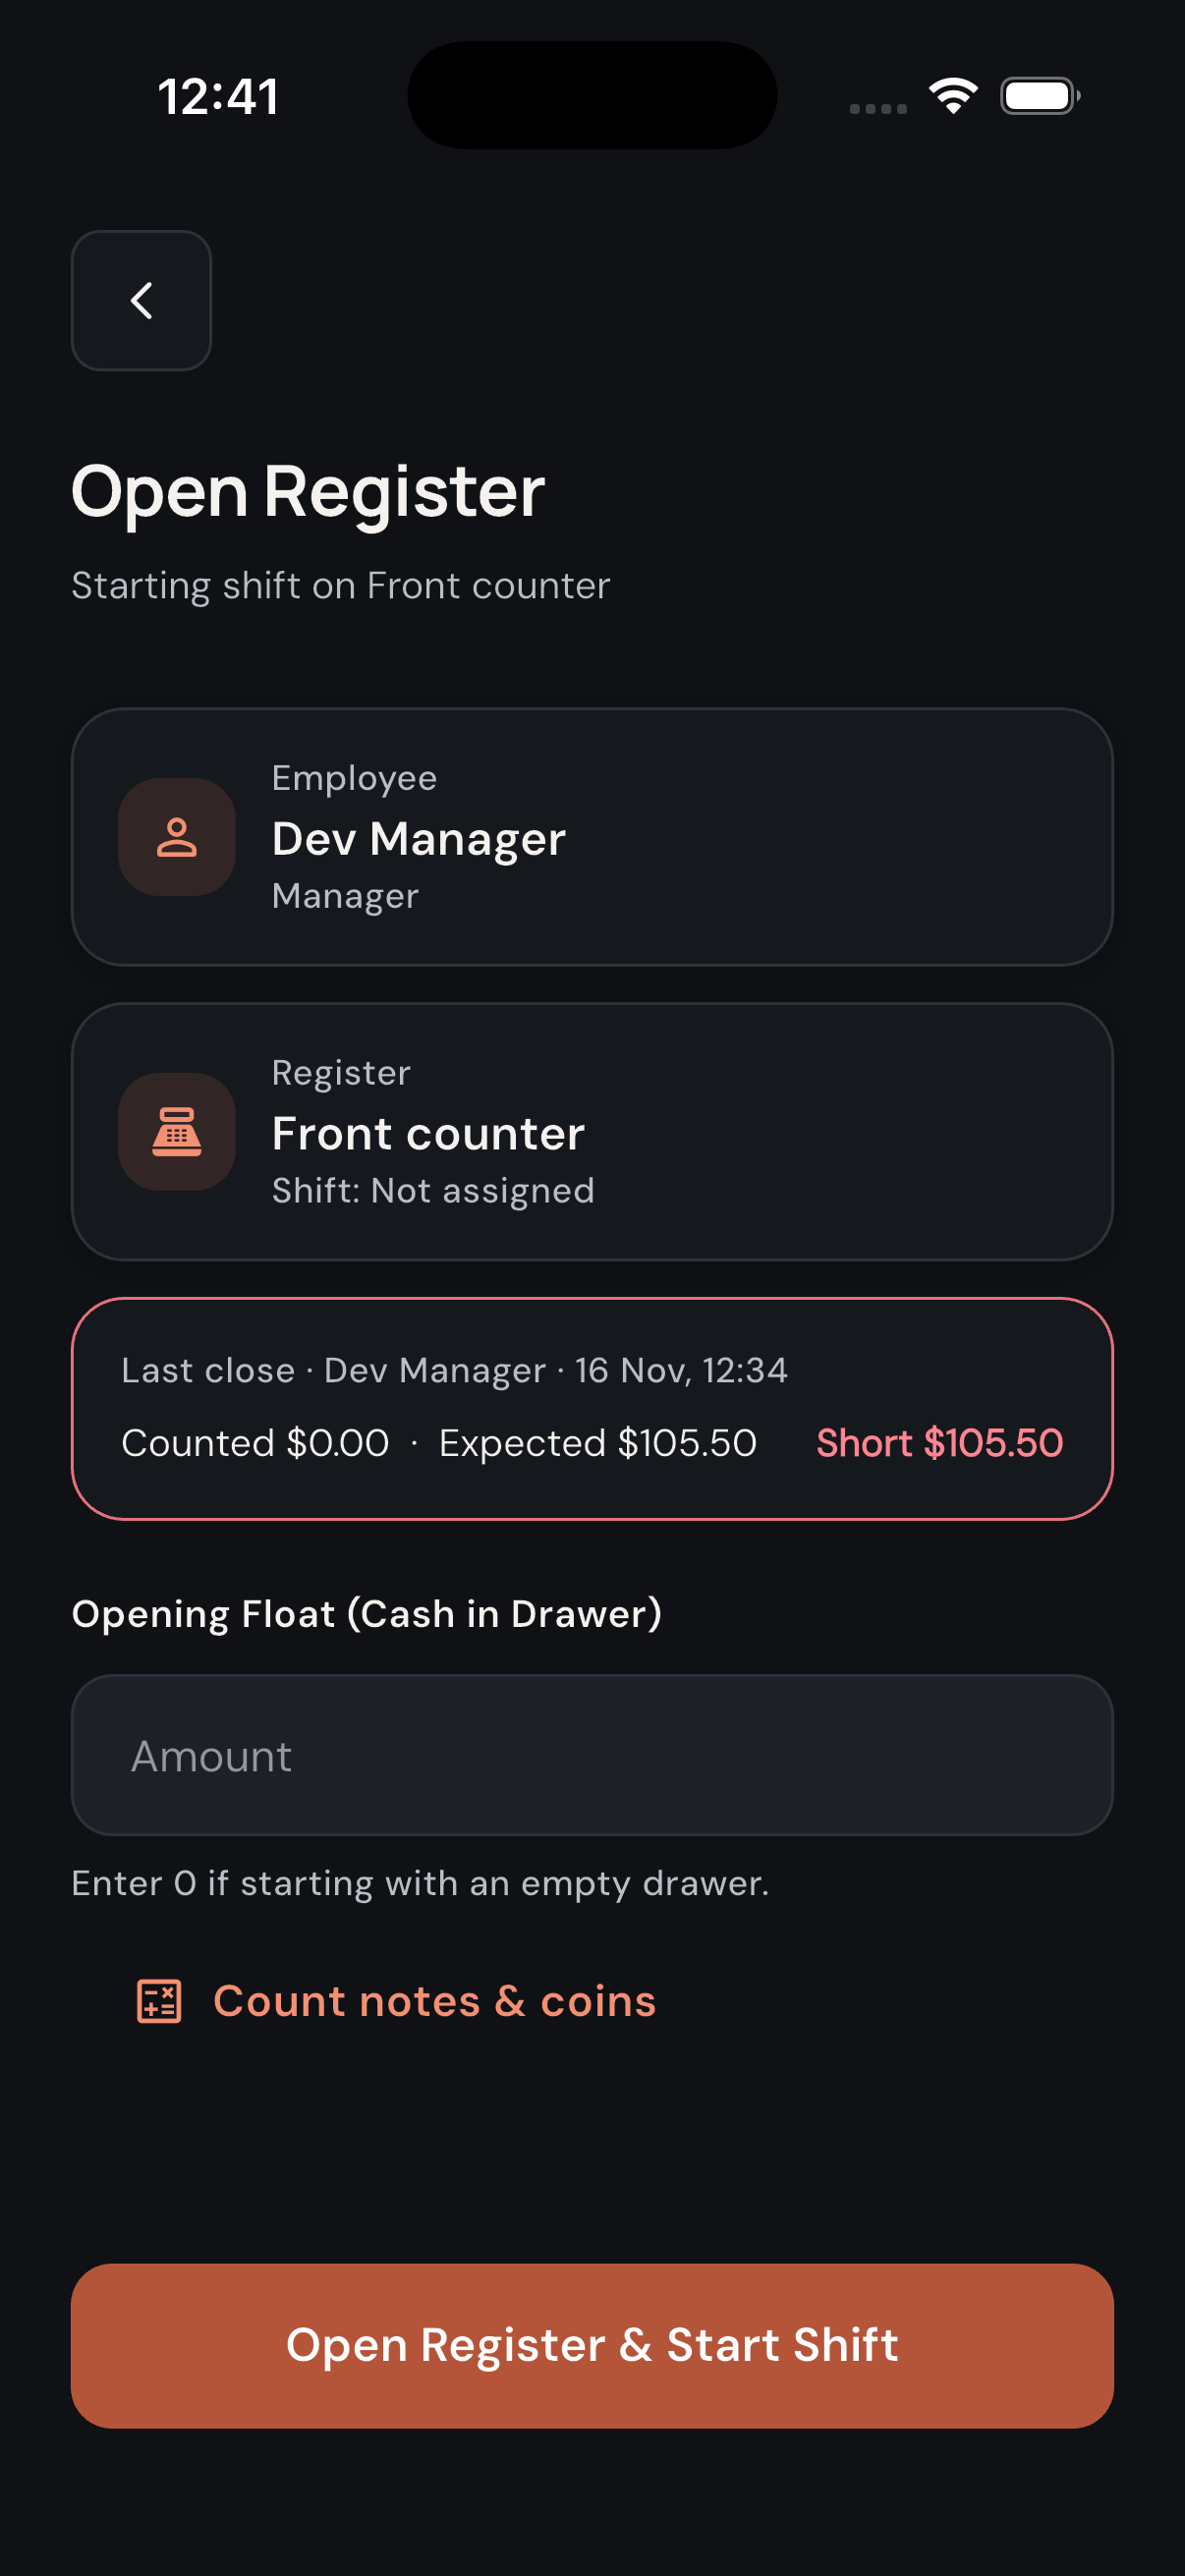 12:41
Open Register
Starting shift on Front counter
Employee
Dev Manager
Manager
Register
Front counter
Shift: Not assigned
Last close · Dev Manager · 16 Nov, 12:34
Counted $0.00 · Expected $105.50 Short $105.50
Opening Float (Cash in Drawer)
Amount
Enter 0 if starting with an empty drawer.
Count notes & coins
Open Register & Start Shift